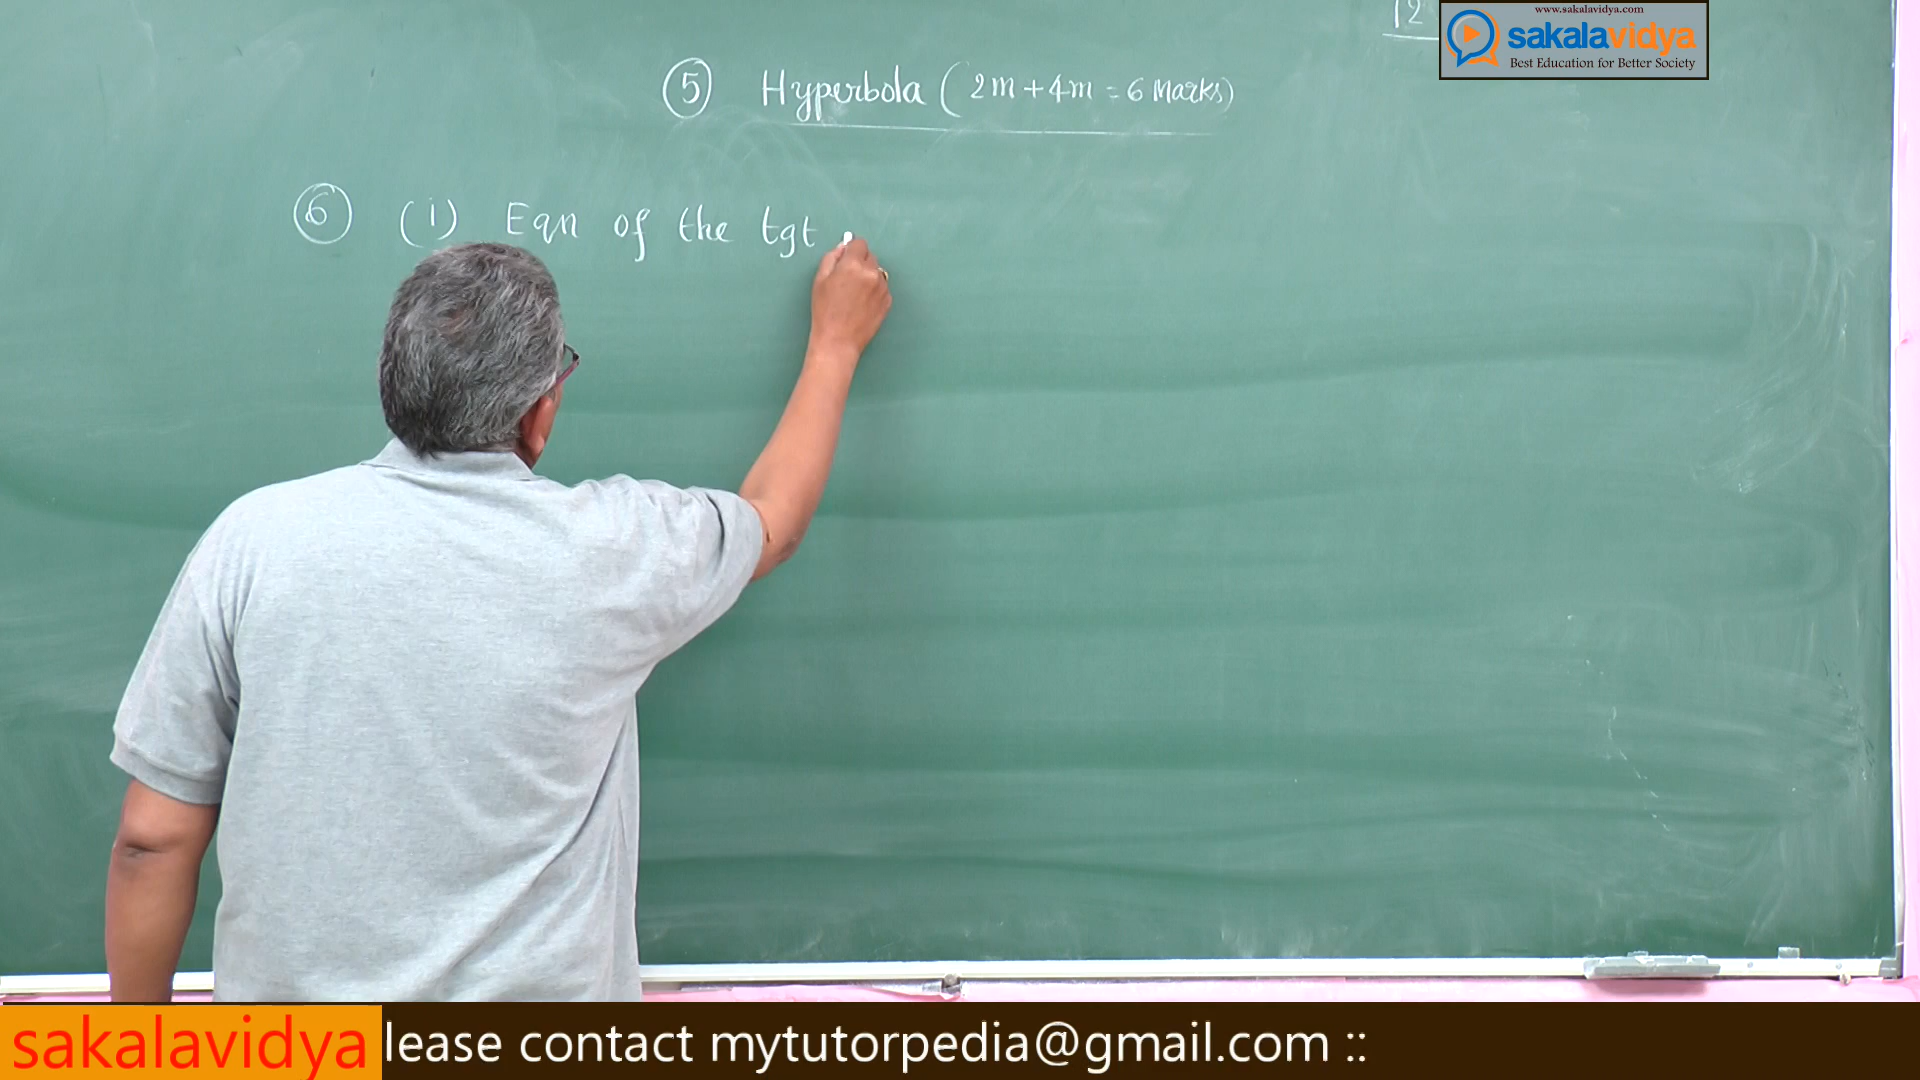 12
www.sakalavidya.com
sakalavidya
Best Education for Better Society
⑤ Hyperbola (2m+4m=6 Marks)
⑥ (i) Eqn of the tgt
sakalavidya lease contact mytutorpedia@gmail.com ::